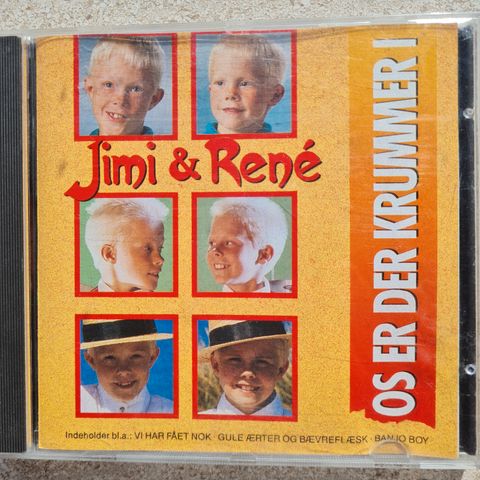 Jimi & René
OS ER DER KRUMMER I
Indeholder bl.a.: VI HAR FÅET NOK · GULE ÆRTER OG BÆVREFLÆSK · BANJO BOY